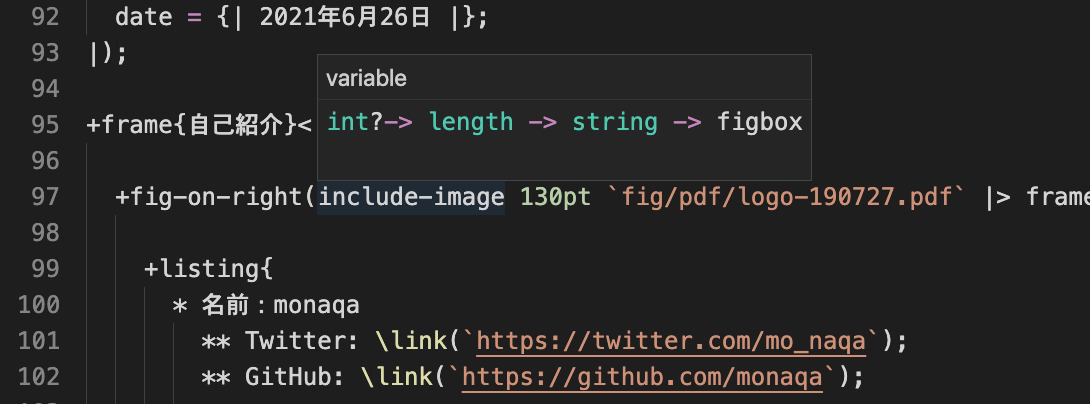 92 date = {| 2021年6月26日 |};
93 |);
94
variable
95 +frame{自己紹介}<
int?-> length -> string -> figbox
96
97 +fig-on-right(include-image 130pt `fig/pdf/logo-190727.pdf` |> frame
98
99 +listing{
100 * 名前：monaqa
101 ** Twitter: \link(`https://twitter.com/mo_naqa`);
102 ** GitHub: \link(`https://github.com/monaqa`);